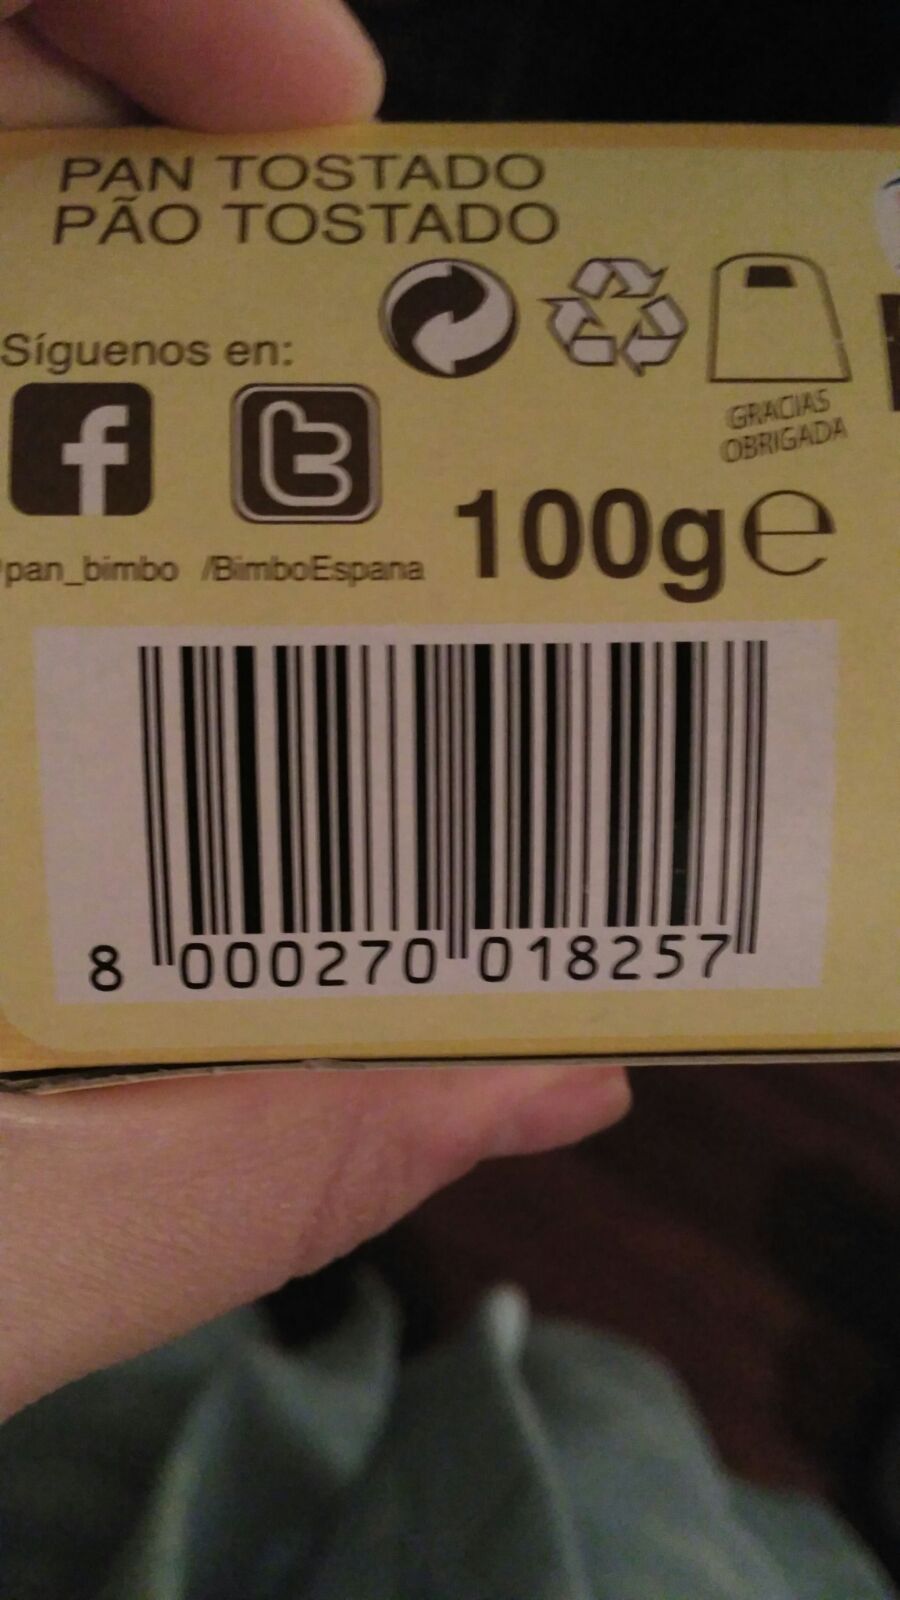 PAN TOSTADO
PÃO TOSTADO
Síguenos en:
GRACIAS
OBRIGADA
pan_bimbo /BimboEspana
100g℮
8 000270 018257